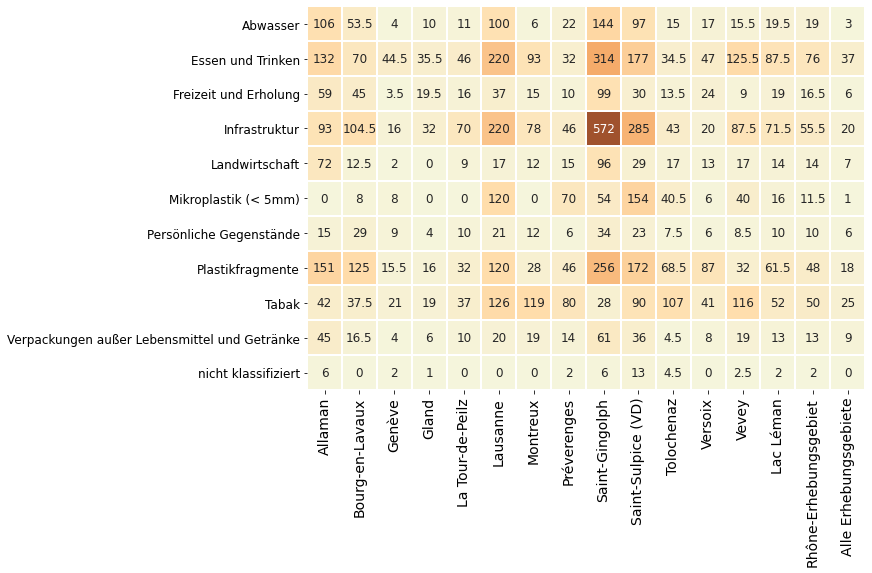 Abwasser 106 53.5 4 10 11 100 6 22 144 97 15 17 15.5 19.5 19 3
Essen und Trinken 132 70 44.5 35.5 46 220 93 32 314 177 34.5 47 125.5 87.5 76 37
Freizeit und Erholung 59 45 3.5 19.5 16 37 15 10 99 30 13.5 24 9 19 16.5 6
Infrastruktur 93 104.5 16 32 70 220 78 46 572 285 43 20 87.5 71.5 55.5 20
Landwirtschaft 72 12.5 2 0 9 17 12 15 96 29 17 13 17 14 14 7
Mikroplastik (< 5mm) 0 8 8 0 0 120 0 70 54 154 40.5 6 40 16 11.5 1
Persönliche Gegenstände 15 29 9 4 10 21 12 6 34 23 7.5 6 8.5 10 10 6
Plastikfragmente 151 125 15.5 16 32 120 28 46 256 172 68.5 87 32 61.5 48 18
Tabak 42 37.5 21 19 37 126 119 80 28 90 107 41 116 52 50 25
Verpackungen außer Lebensmittel und Getränke 45 16.5 4 6 10 20 19 14 61 36 4.5 8 19 13 13 9
nicht klassifiziert 6 0 2 1 0 0 0 2 6 13 4.5 0 2.5 2 2 0
Allaman
Bourg-en-Lavaux
Genève
Gland
La Tour-de-Peilz
Lausanne
Montreux
Préverenges
Saint-Gingolph
Saint-Sulpice (VD)
Tolochenaz
Versoix
Vevey
Lac Léman
Rhône-Erhebungsgebiet
Alle Erhebungsgebiete